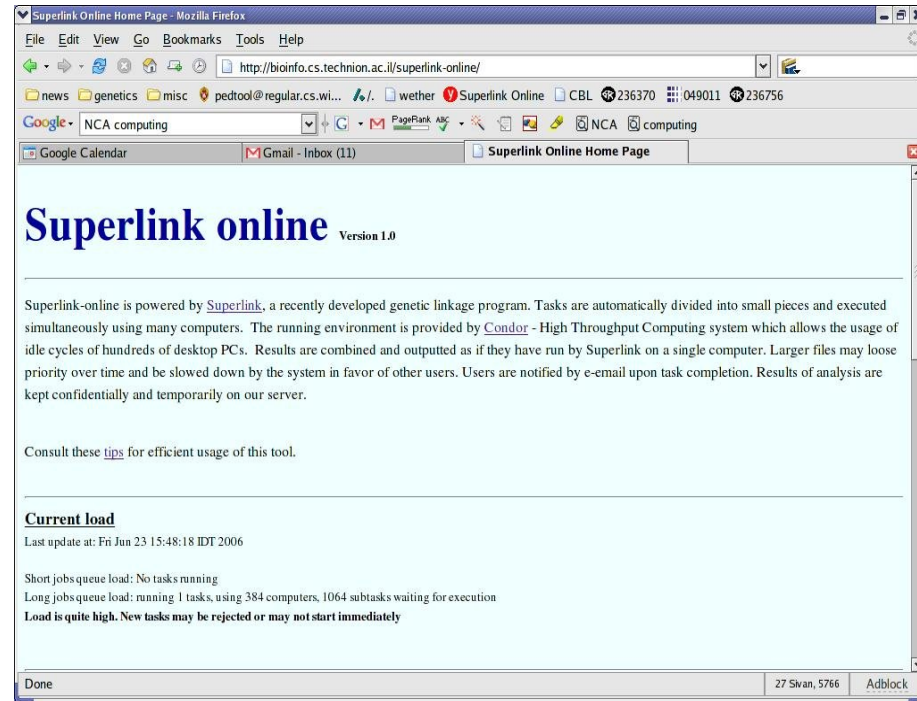 Superlink Online Home Page - Mozilla Firefox
File Edit View Go Bookmarks Tools Help
http://bioinfo.cs.technion.ac.il/superlink-online/
news genetics misc pedtool@regular.cs.wi... /. wether Superlink Online CBL 236370 049011 236756
Google NCA computing G PageRank ABC NCA computing
Google Calendar Gmail - Inbox (11) Superlink Online Home Page
Superlink online Version 1.0
Superlink-online is powered by Superlink, a recently developed genetic linkage program. Tasks are automatically divided into small pieces and executed
simultaneously using many computers. The running environment is provided by Condor - High Throughput Computing system which allows the usage of
idle cycles of hundreds of desktop PCs. Results are combined and outputted as if they have run by Superlink on a single computer. Larger files may loose
priority over time and be slowed down by the system in favor of other users. Users are notified by e-email upon task completion. Results of analysis are
kept confidentially and temporarily on our server.
Consult these tips for efficient usage of this tool.
Current load
Last update at: Fri Jun 23 15:48:18 IDT 2006
Short jobs queue load: No tasks running
Long jobs queue load: running 1 tasks, using 384 computers, 1064 subtasks waiting for execution
Load is quite high. New tasks may be rejected or may not start immediately
Done 27 Sivan, 5766 Adblock